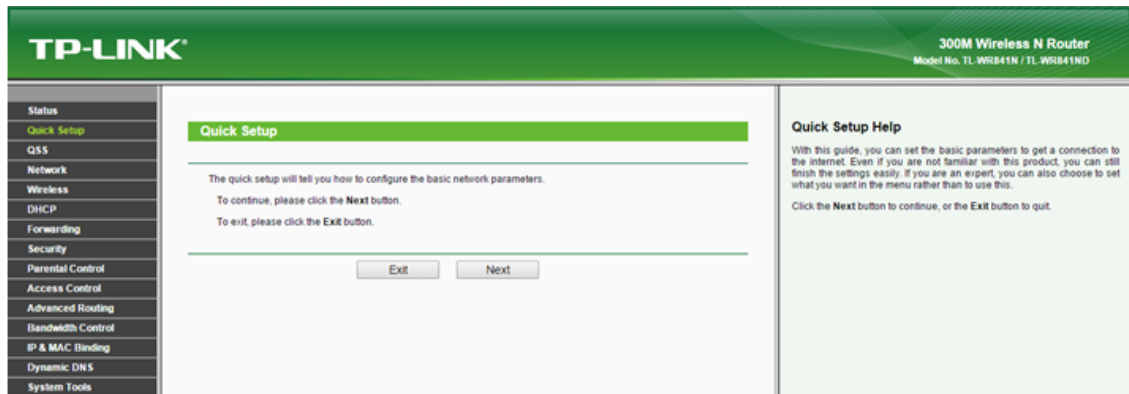 TP-LINK®
300M Wireless N Router
Model No. TL-WR841N / TL-WR841ND
Status
Quick Setup
QSS
Network
Wireless
DHCP
Forwarding
Security
Parental Control
Access Control
Advanced Routing
Bandwidth Control
IP & MAC Binding
Dynamic DNS
System Tools
Quick Setup
The quick setup will tell you how to configure the basic network parameters.
To continue, please click the Next button.
To exit, please click the Exit button.
Exit
Next
Quick Setup Help
With this guide, you can set the basic parameters to get a connection to
the internet. Even if you are not familiar with this product, you can still
finish the settings easily. If you are an expert, you can also choose to set
what you want in the menu rather than to use this.
Click the Next button to continue, or the Exit button to quit.